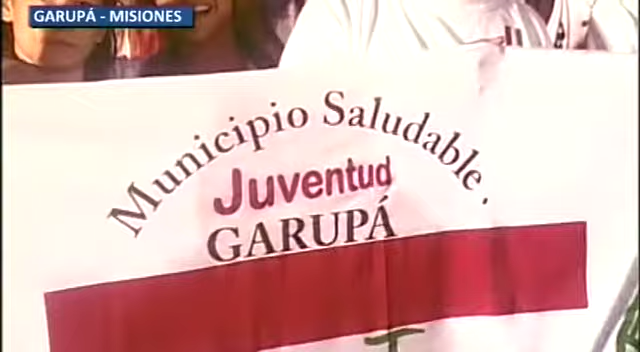 GARUPÁ - MISIONES
Municipio Saludable.
Juventud
GARUPÁ
T